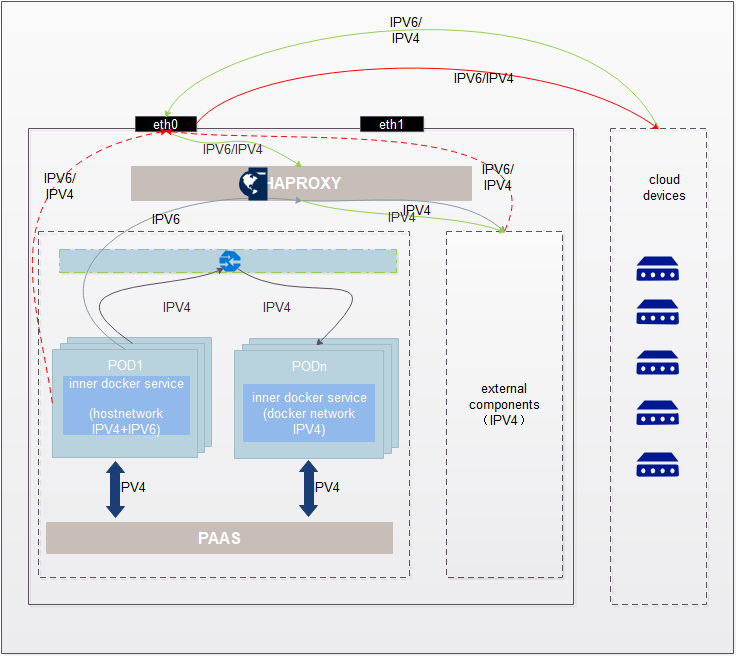 IPV6/
IPV4
IPV6/IPV4
eth0
eth1
IPV6/IPV4
IPV6/
IPV4
IPV6/
IPV4
HAPROXY
cloud
devices
IPV6
IPV4
IPV4
IPV4
IPV4
POD1
inner docker service
(hostnetwork
IPV4+IPV6)
PODn
inner docker service
(docker network
IPV4)
external
components
（IPV4）
PV4
PV4
PAAS